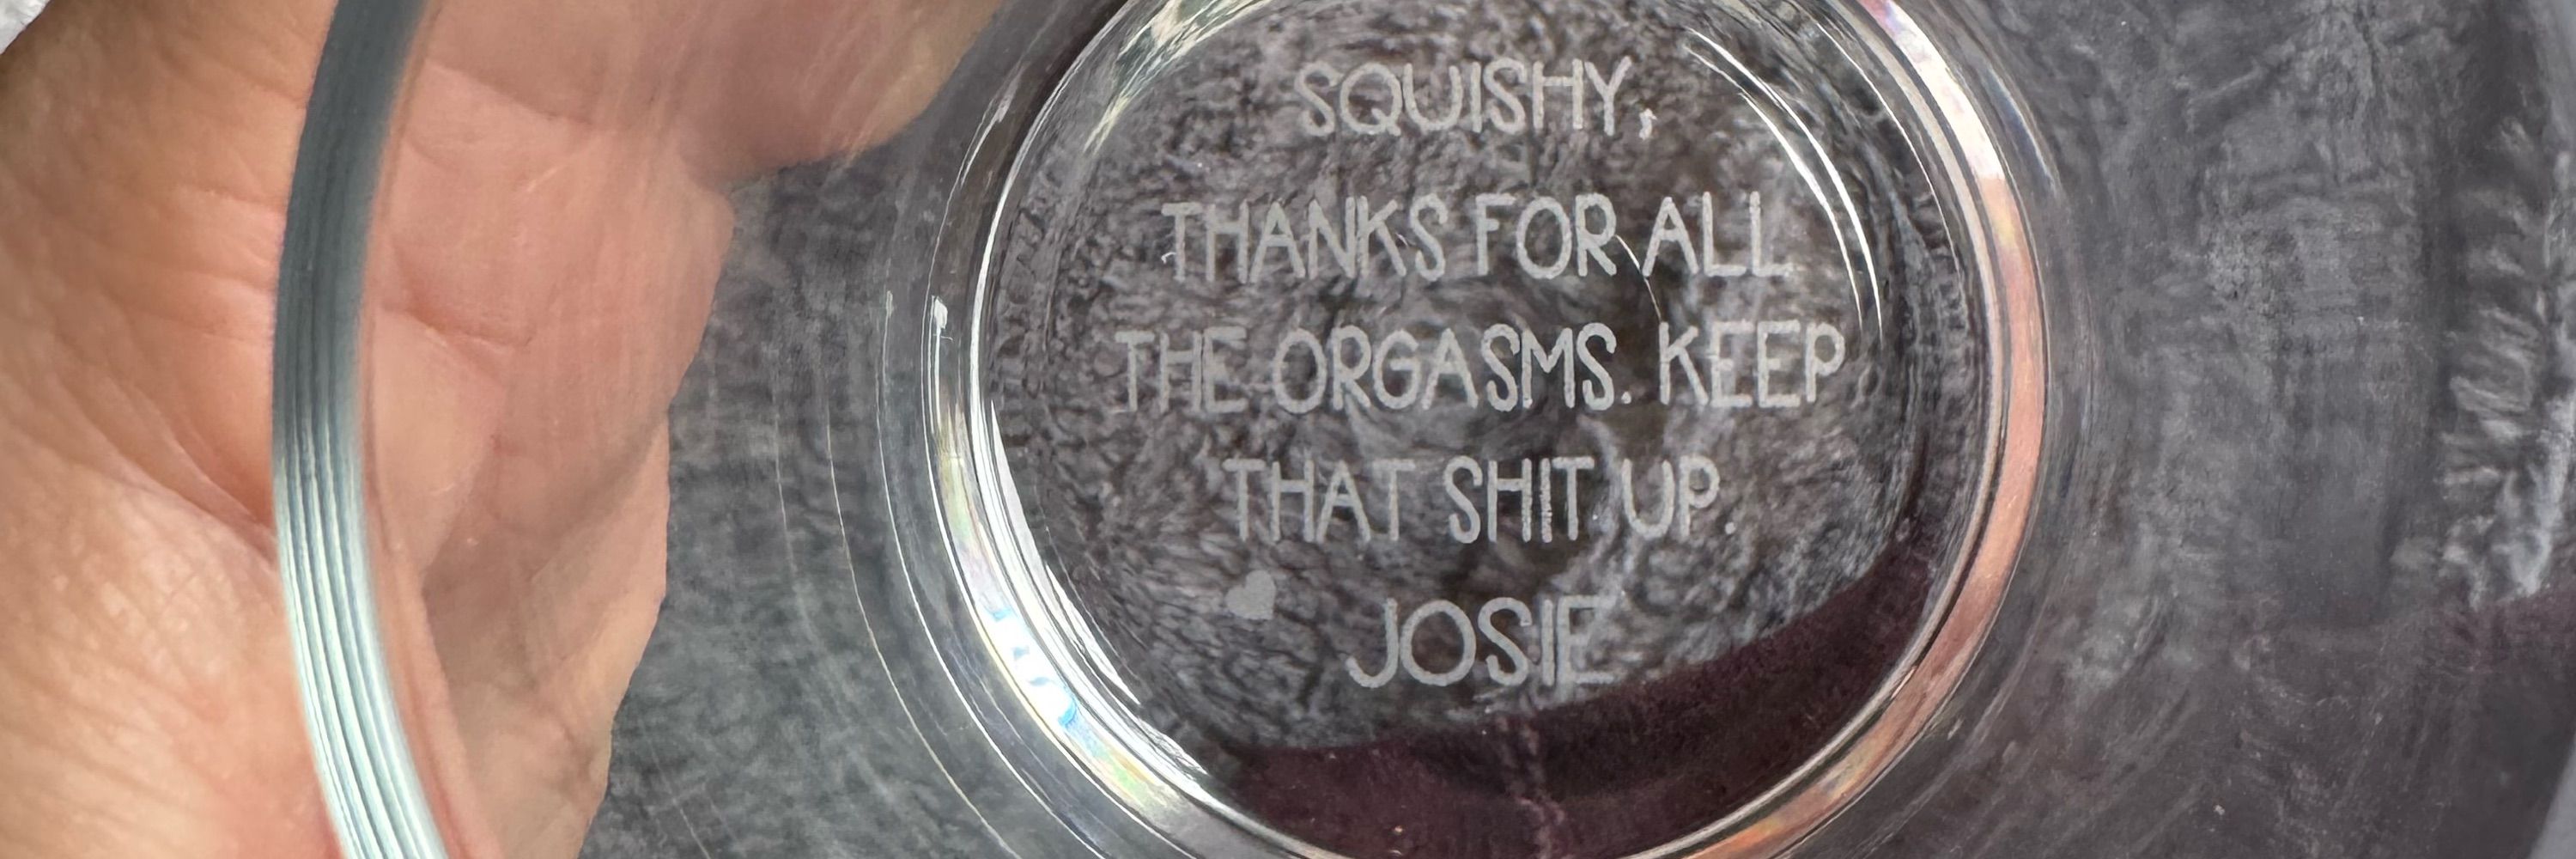 SQUISHY,
THANKS FOR ALL
THE ORGASMS. KEEP
THAT SHIT UP.
JOSIE